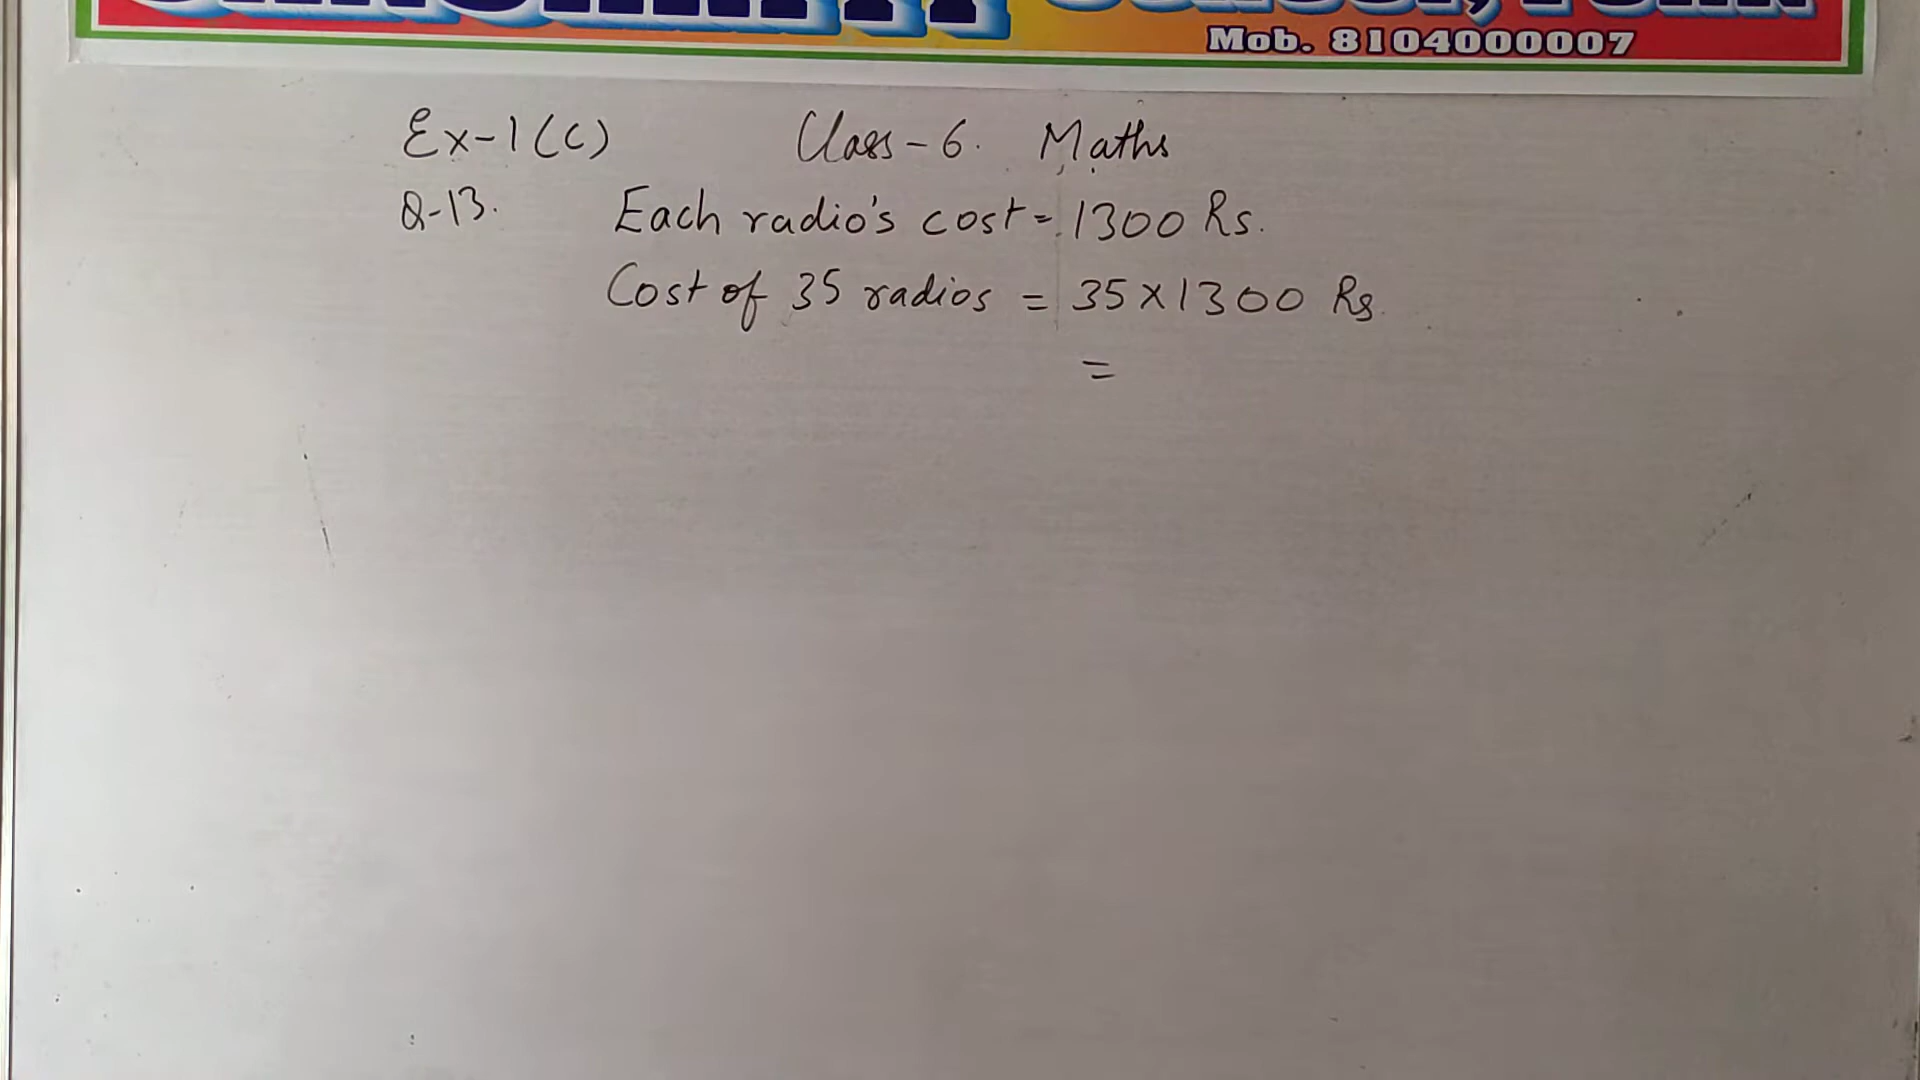 Mob. 8104000007
Ex-1(C) Class-6. Maths
Q-13. Each radio's cost = 1300 Rs.
Cost of 35 radios = 35×1300 Rs.
=